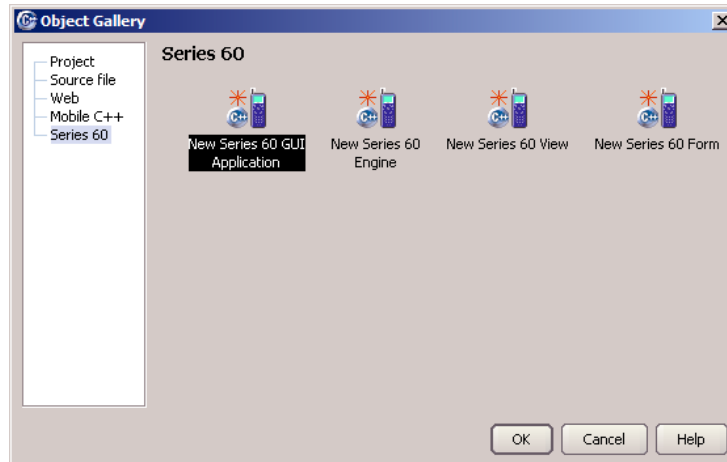 Object Gallery
Project
Source file
Web
Mobile C++
Series 60
Series 60
New Series 60 GUI
Application
New Series 60
Engine
New Series 60 View
New Series 60 Form
OK
Cancel
Help